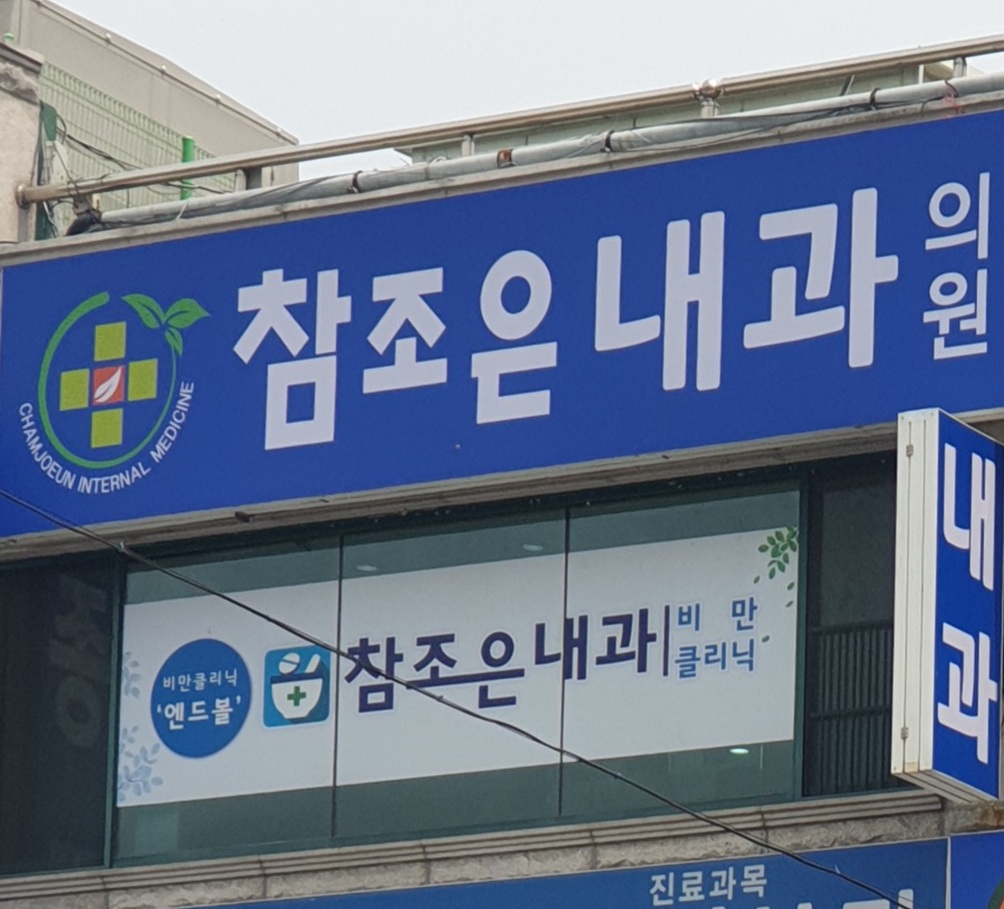 참조은내과 의원
CHAMJOEUN INTERNAL MEDICINE
내과
비만클리닉
'엔드볼'
참조은내과
비만
클리닉
진료과목